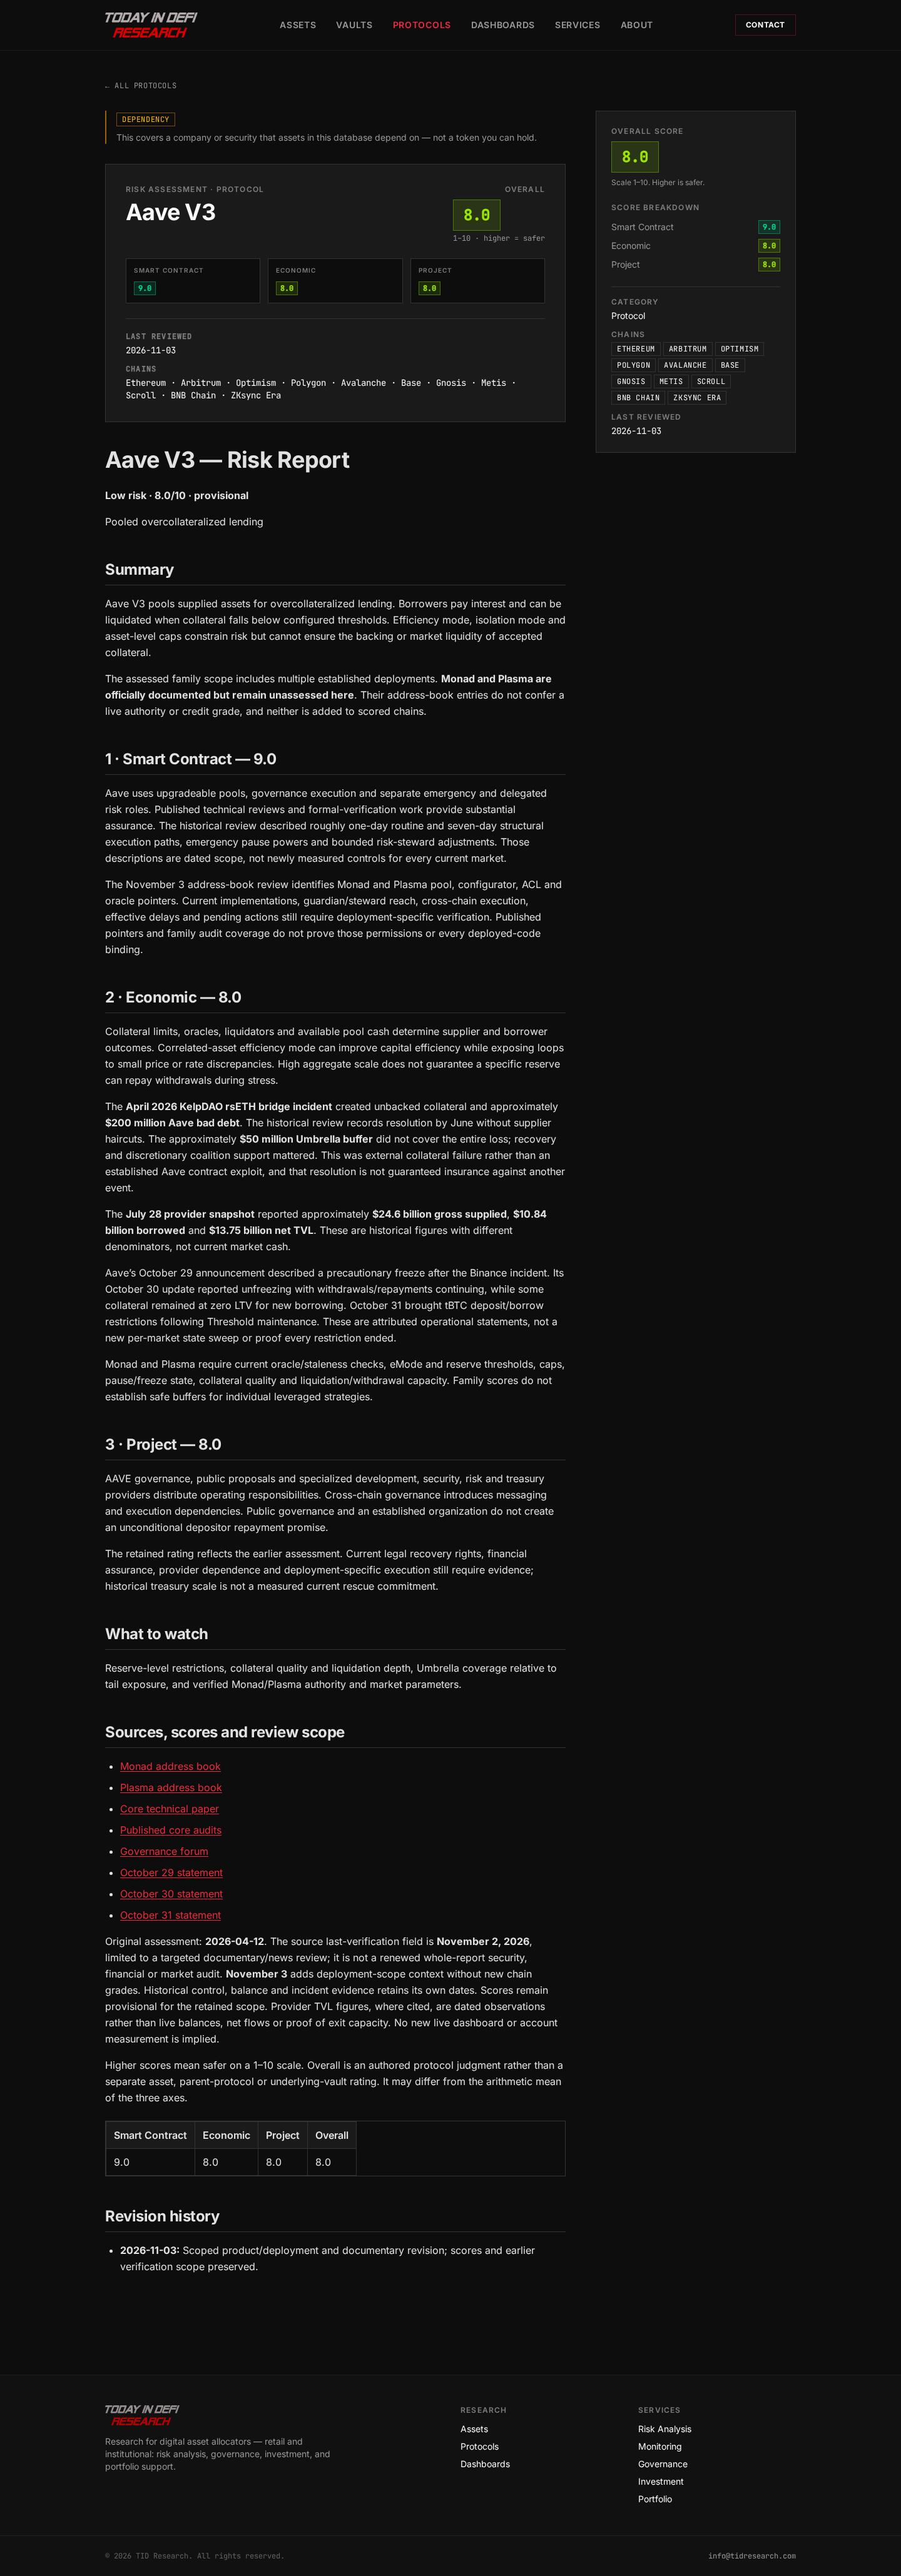 TODAY IN DEFI
RESEARCH
ASSETS
VAULTS
PROTOCOLS
DASHBOARDS
SERVICES
ABOUT
CONTACT
← ALL PROTOCOLS
DEPENDENCY
This covers a company or security that assets in this database depend on — not a token you can hold.
RISK ASSESSMENT · PROTOCOL
Aave V3
OVERALL
8.0
1–10 · higher = safer
SMART CONTRACT
9.0
ECONOMIC
8.0
PROJECT
8.0
LAST REVIEWED
2026-11-03
CHAINS
Ethereum · Arbitrum · Optimism · Polygon · Avalanche · Base · Gnosis · Metis ·
Scroll · BNB Chain · ZKsync Era
OVERALL SCORE
8.0
Scale 1–10. Higher is safer.
SCORE BREAKDOWN
Smart Contract
9.0
Economic
8.0
Project
8.0
CATEGORY
Protocol
CHAINS
ETHEREUM ARBITRUM OPTIMISM
POLYGON AVALANCHE BASE
GNOSIS METIS SCROLL
BNB CHAIN ZKSYNC ERA
LAST REVIEWED
2026-11-03
Aave V3 — Risk Report
Low risk · 8.0/10 · provisional
Pooled overcollateralized lending
Summary
Aave V3 pools supplied assets for overcollateralized lending. Borrowers pay interest and can be
liquidated when collateral falls below configured thresholds. Efficiency mode, isolation mode and
asset-level caps constrain risk but cannot ensure the backing or market liquidity of accepted
collateral.
The assessed family scope includes multiple established deployments. Monad and Plasma are
officially documented but remain unassessed here. Their address-book entries do not confer a
live authority or credit grade, and neither is added to scored chains.
1 · Smart Contract — 9.0
Aave uses upgradeable pools, governance execution and separate emergency and delegated
risk roles. Published technical reviews and formal-verification work provide substantial
assurance. The historical review described roughly one-day routine and seven-day structural
execution paths, emergency pause powers and bounded risk-steward adjustments. Those
descriptions are dated scope, not newly measured controls for every current market.
The November 3 address-book review identifies Monad and Plasma pool, configurator, ACL and
oracle pointers. Current implementations, guardian/steward reach, cross-chain execution,
effective delays and pending actions still require deployment-specific verification. Published
pointers and family audit coverage do not prove those permissions or every deployed-code
binding.
2 · Economic — 8.0
Collateral limits, oracles, liquidators and available pool cash determine supplier and borrower
outcomes. Correlated-asset efficiency mode can improve capital efficiency while exposing loops
to small price or rate discrepancies. High aggregate scale does not guarantee a specific reserve
can repay withdrawals during stress.
The April 2026 KelpDAO rsETH bridge incident created unbacked collateral and approximately
$200 million Aave bad debt. The historical review records resolution by June without supplier
haircuts. The approximately $50 million Umbrella buffer did not cover the entire loss; recovery
and discretionary coalition support mattered. This was external collateral failure rather than an
established Aave contract exploit, and that resolution is not guaranteed insurance against another
event.
The July 28 provider snapshot reported approximately $24.6 billion gross supplied, $10.84
billion borrowed and $13.75 billion net TVL. These are historical figures with different
denominators, not current market cash.
Aave’s October 29 announcement described a precautionary freeze after the Binance incident. Its
October 30 update reported unfreezing with withdrawals/repayments continuing, while some
collateral remained at zero LTV for new borrowing. October 31 brought tBTC deposit/borrow
restrictions following Threshold maintenance. These are attributed operational statements, not a
new per-market state sweep or proof every restriction ended.
Monad and Plasma require current oracle/staleness checks, eMode and reserve thresholds, caps,
pause/freeze state, collateral quality and liquidation/withdrawal capacity. Family scores do not
establish safe buffers for individual leveraged strategies.
3 · Project — 8.0
AAVE governance, public proposals and specialized development, security, risk and treasury
providers distribute operating responsibilities. Cross-chain governance introduces messaging
and execution dependencies. Public governance and an established organization do not create
an unconditional depositor repayment promise.
The retained rating reflects the earlier assessment. Current legal recovery rights, financial
assurance, provider dependence and deployment-specific execution still require evidence;
historical treasury scale is not a measured current rescue commitment.
What to watch
Reserve-level restrictions, collateral quality and liquidation depth, Umbrella coverage relative to
tail exposure, and verified Monad/Plasma authority and market parameters.
Sources, scores and review scope
• Monad address book
• Plasma address book
• Core technical paper
• Published core audits
• Governance forum
• October 29 statement
• October 30 statement
• October 31 statement
Original assessment: 2026-04-12. The source last-verification field is November 2, 2026,
limited to a targeted documentary/news review; it is not a renewed whole-report security,
financial or market audit. November 3 adds deployment-scope context without new chain
grades. Historical control, balance and incident evidence retains its own dates. Scores remain
provisional for the retained scope. Provider TVL figures, where cited, are dated observations
rather than live balances, net flows or proof of exit capacity. No new live dashboard or account
measurement is implied.
Higher scores mean safer on a 1–10 scale. Overall is an authored protocol judgment rather than a
separate asset, parent-protocol or underlying-vault rating. It may differ from the arithmetic mean
of the three axes.
Smart Contract Economic Project Overall
9.0 8.0 8.0 8.0
Revision history
• 2026-11-03: Scoped product/deployment and documentary revision; scores and earlier
verification scope preserved.
TODAY IN DEFI
RESEARCH
Research for digital asset allocators — retail and
institutional: risk analysis, governance, investment, and
portfolio support.
RESEARCH
Assets
Protocols
Dashboards
SERVICES
Risk Analysis
Monitoring
Governance
Investment
Portfolio
© 2026 TID Research. All rights reserved.
info@tidresearch.com